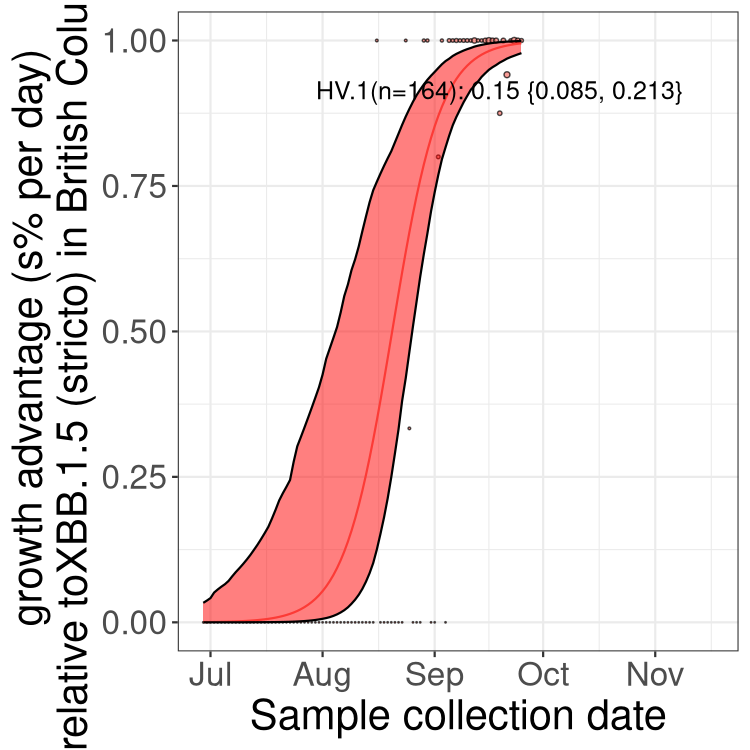 growth advantage (s% per day)
relative toXBB.1.5 (stricto) in British Colu
1.00
0.75
0.50
0.25
0.00
HV.1(n=164): 0.15 {0.085, 0.213}
Jul Aug Sep Oct Nov
Sample collection date